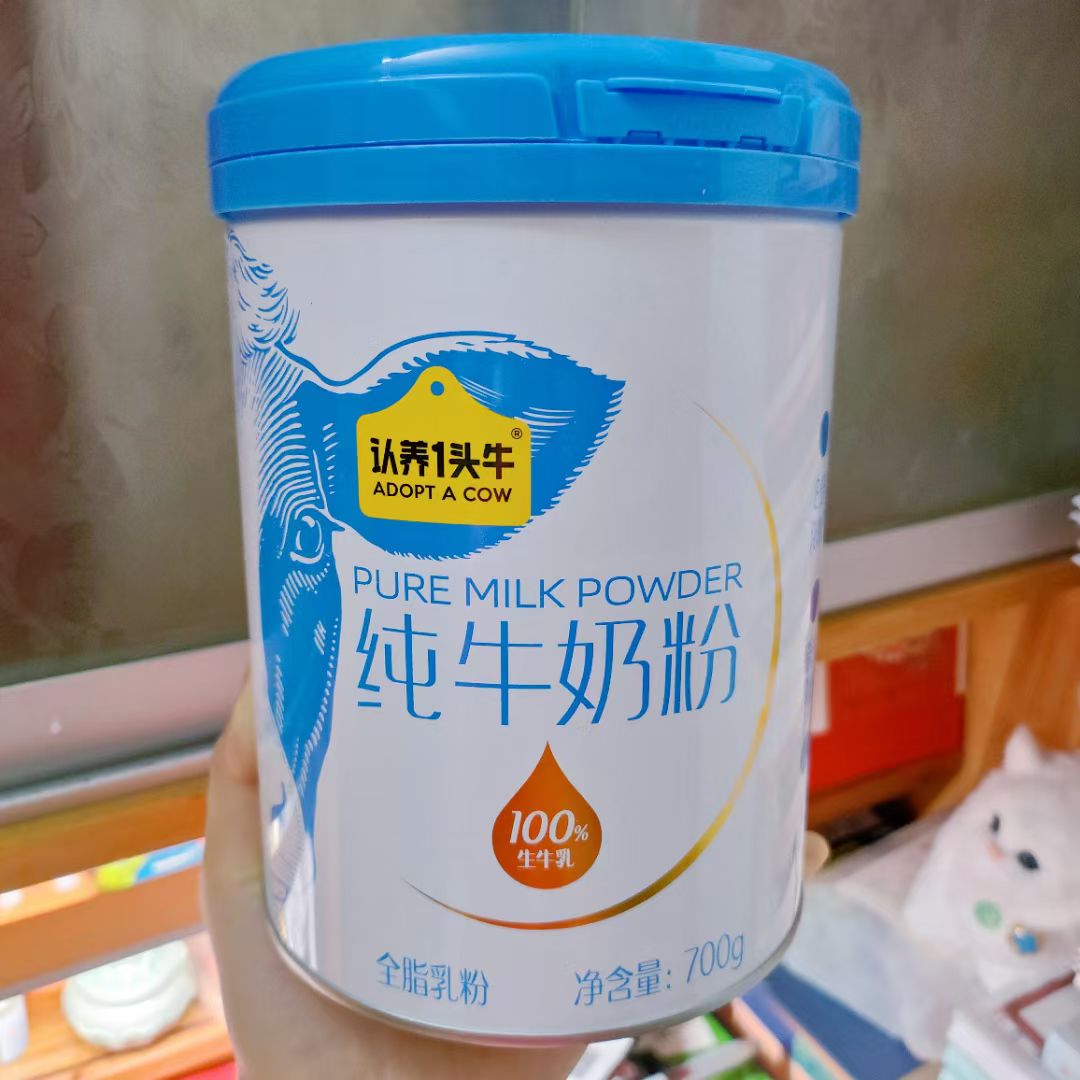 认养1头牛®
ADOPT A COW
PURE MILK POWDER
纯牛奶粉
100%
生牛乳
全脂乳粉
净含量：700g